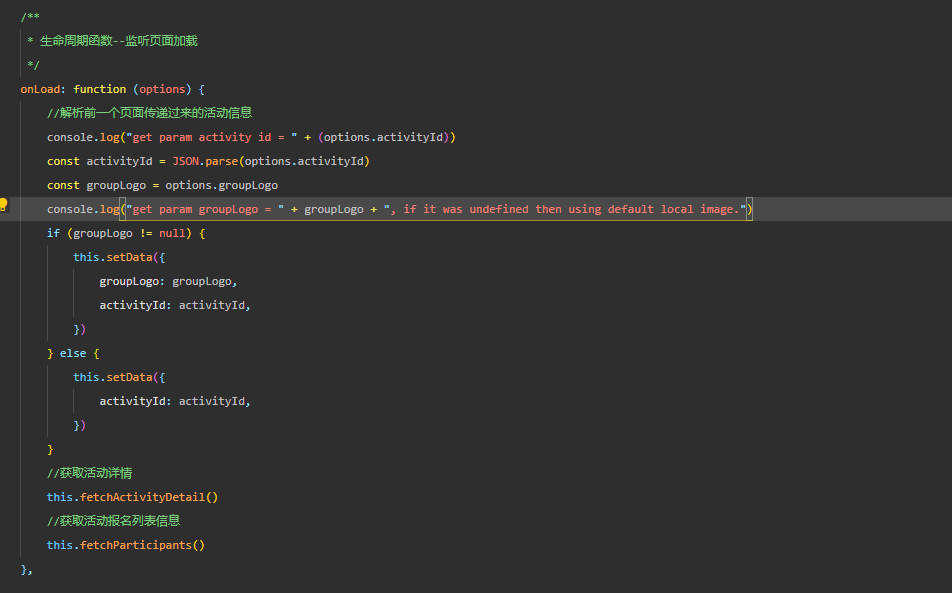 /**
* 生命周期函数--监听页面加载
*/
onLoad: function (options) {
//解析前一个页面传递过来的活动信息
console.log("get param activity id = " + (options.activityId))
const activityId = JSON.parse(options.activityId)
const groupLogo = options.groupLogo
console.log("get param groupLogo = " + groupLogo + ", if it was undefined then using default local image.")
if (groupLogo != null) {
this.setData({
groupLogo: groupLogo,
activityId: activityId,
})
} else {
this.setData({
activityId: activityId,
})
}
//获取活动详情
this.fetchActivityDetail()
//获取活动报名列表信息
this.fetchParticipants()
},